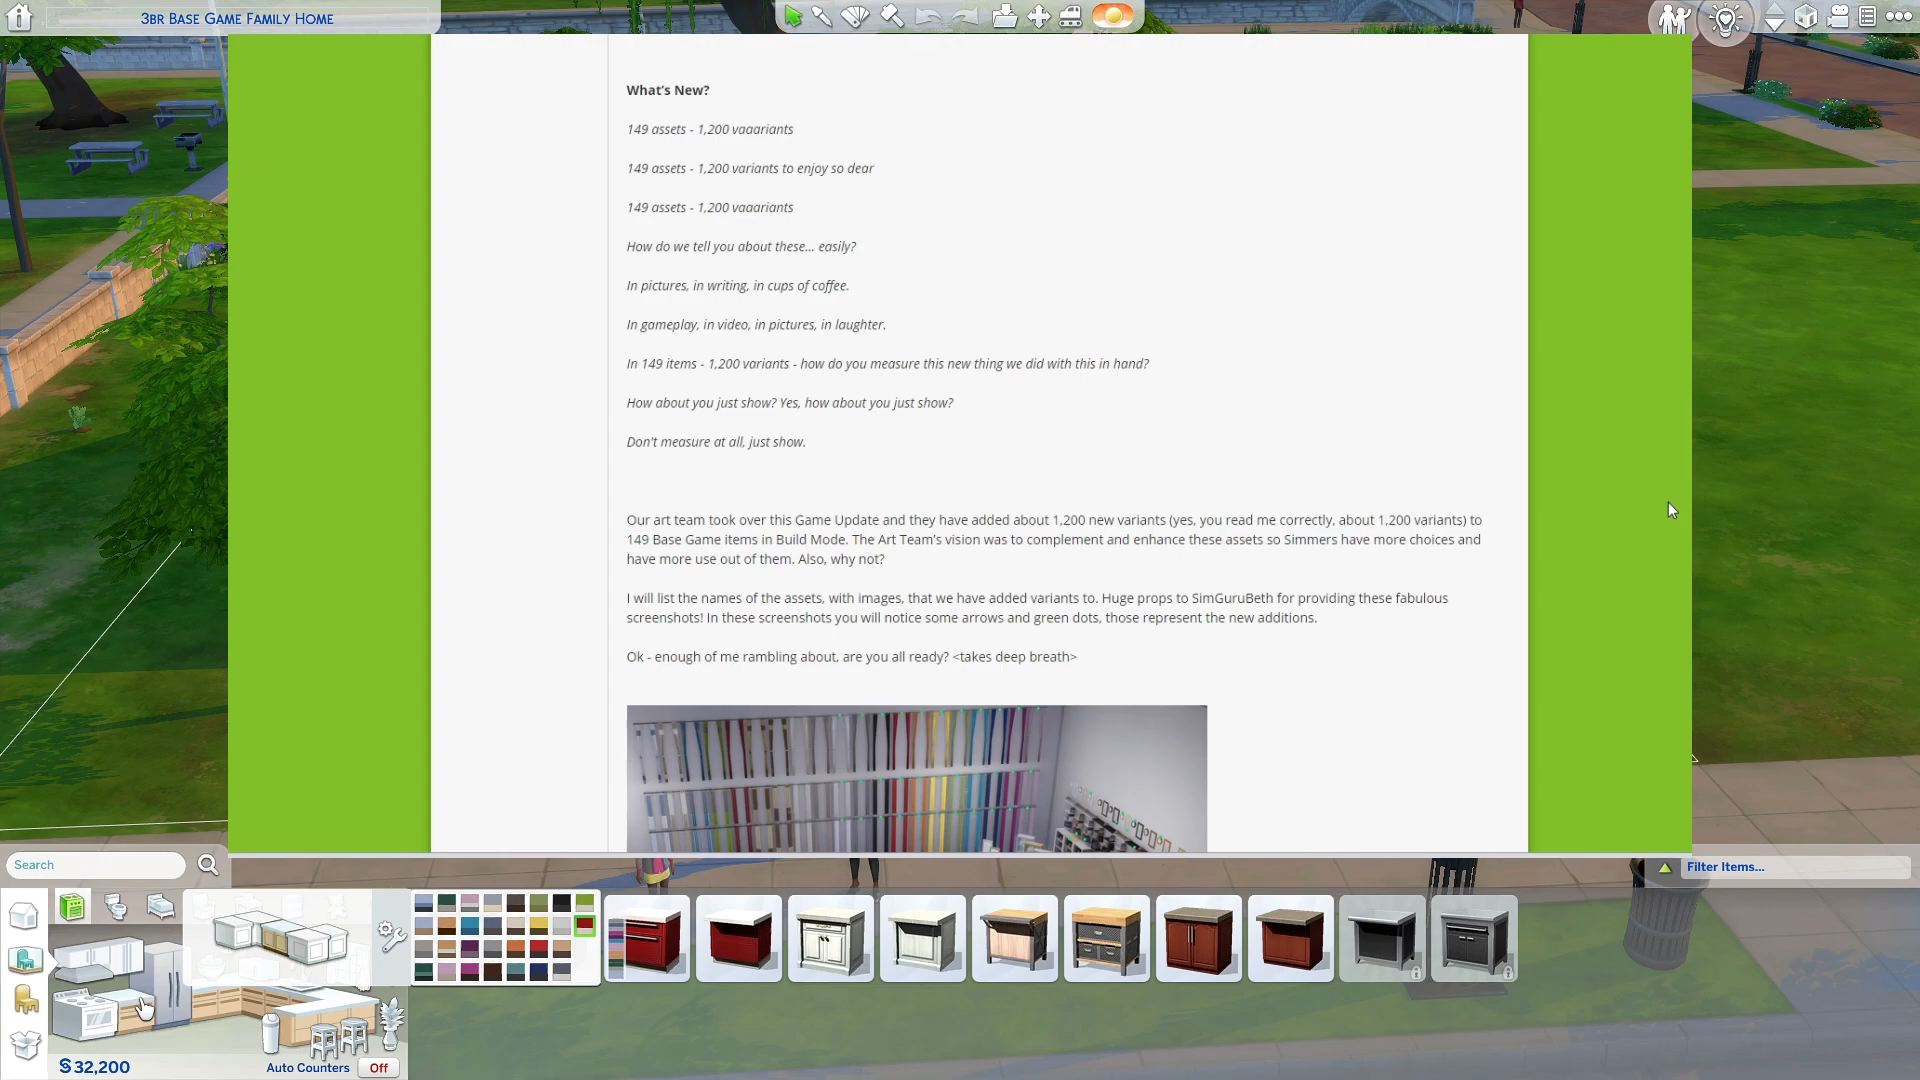 3BR BASE GAME FAMILY HOME
What's New?
149 assets - 1,200 vaaariants
149 assets - 1,200 variants to enjoy so dear
149 assets - 1,200 vaaariants
How do we tell you about these... easily?
In pictures, in writing, in cups of coffee.
In gameplay, in video, in pictures, in laughter.
In 149 items - 1,200 variants - how do you measure this new thing we did with this in hand?
How about you just show? Yes, how about you just show?
Don't measure at all, just show.
Our art team took over this Game Update and they have added about 1,200 new variants (yes, you read me correctly, about 1,200 variants) to
149 Base Game items in Build Mode. The Art Team's vision was to complement and enhance these assets so Simmers have more choices and
have more use out of them. Also, why not?
I will list the names of the assets, with images, that we have added variants to. Huge props to SimGuruBeth for providing these fabulous
screenshots! In these screenshots you will notice some arrows and green dots, those represent the new additions.
Ok - enough of me rambling about, are you all ready? <takes deep breath>
Search
Filter Items...
§32,200
Auto Counters Off